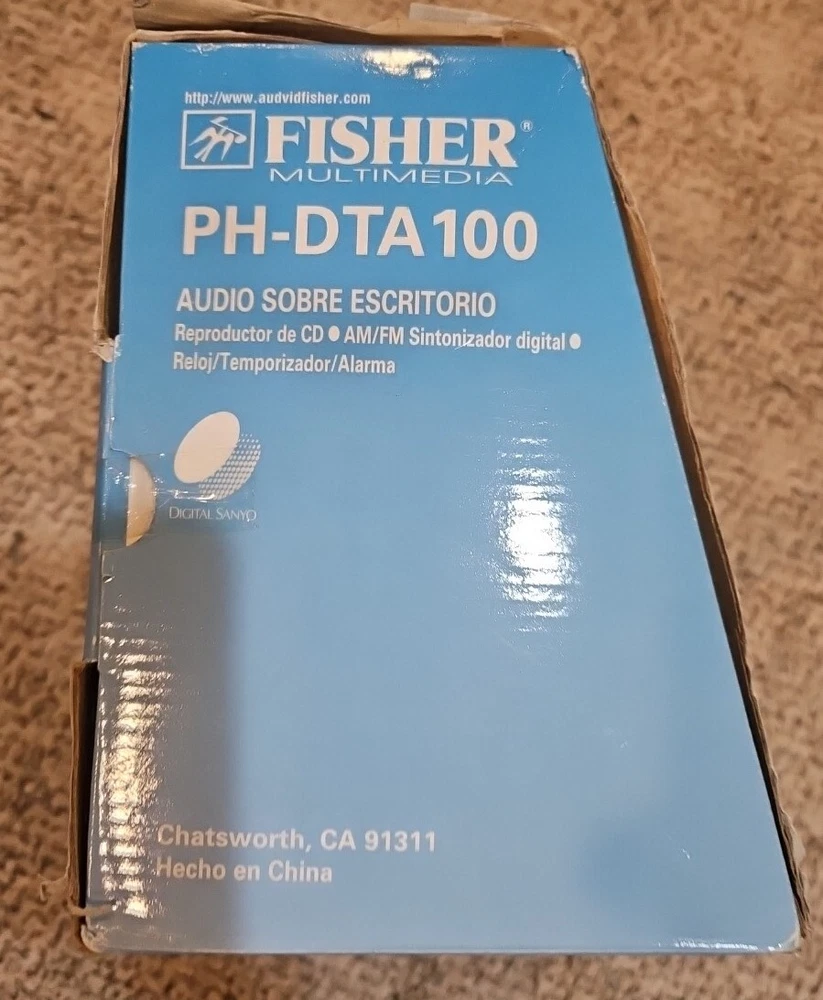 http://www.audvidfisher.com
FISHER®
MULTIMEDIA
PH-DTA100
AUDIO SOBRE ESCRITORIO
Reproductor de CD ● AM/FM Sintonizador digital ●
Reloj/Temporizador/Alarma
DIGITAL SANYO
Chatsworth, CA 91311
Hecho en China